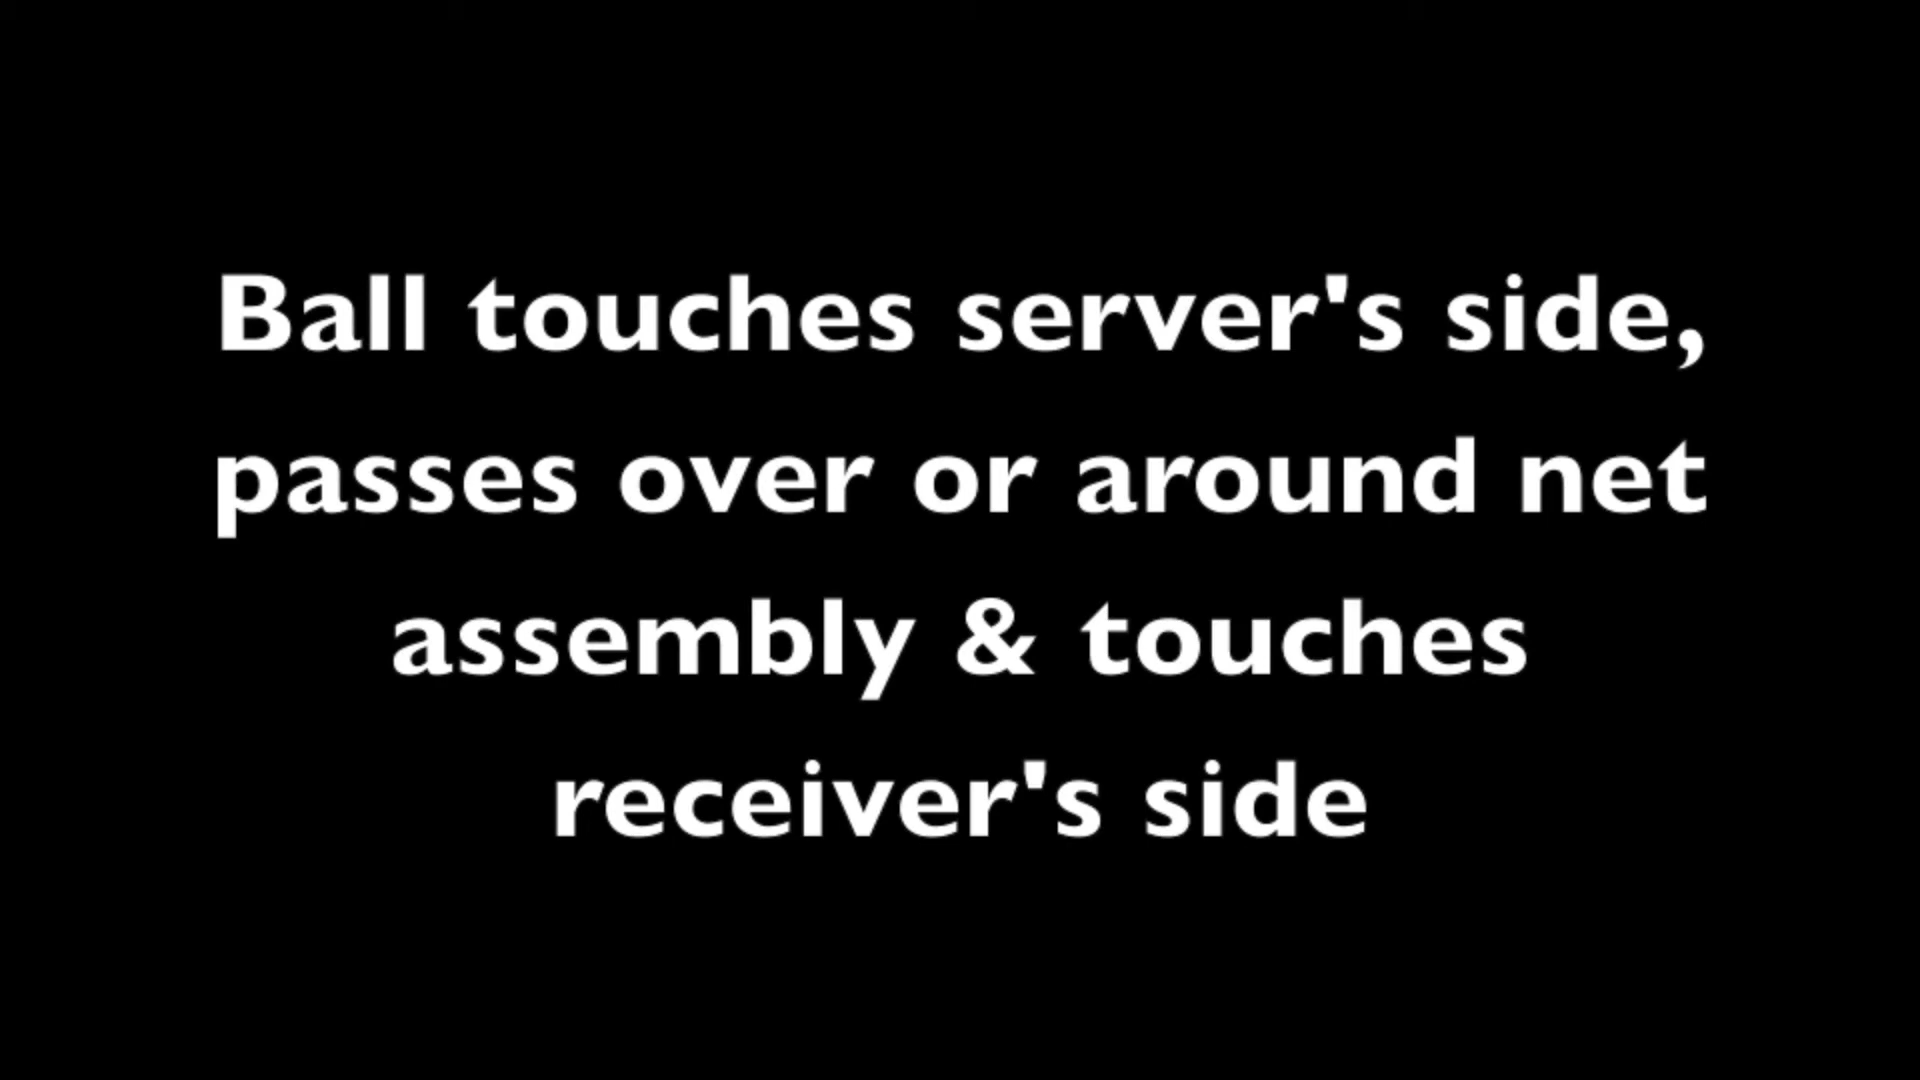 Ball touches server's side,
passes over or around net
assembly & touches
receiver's side